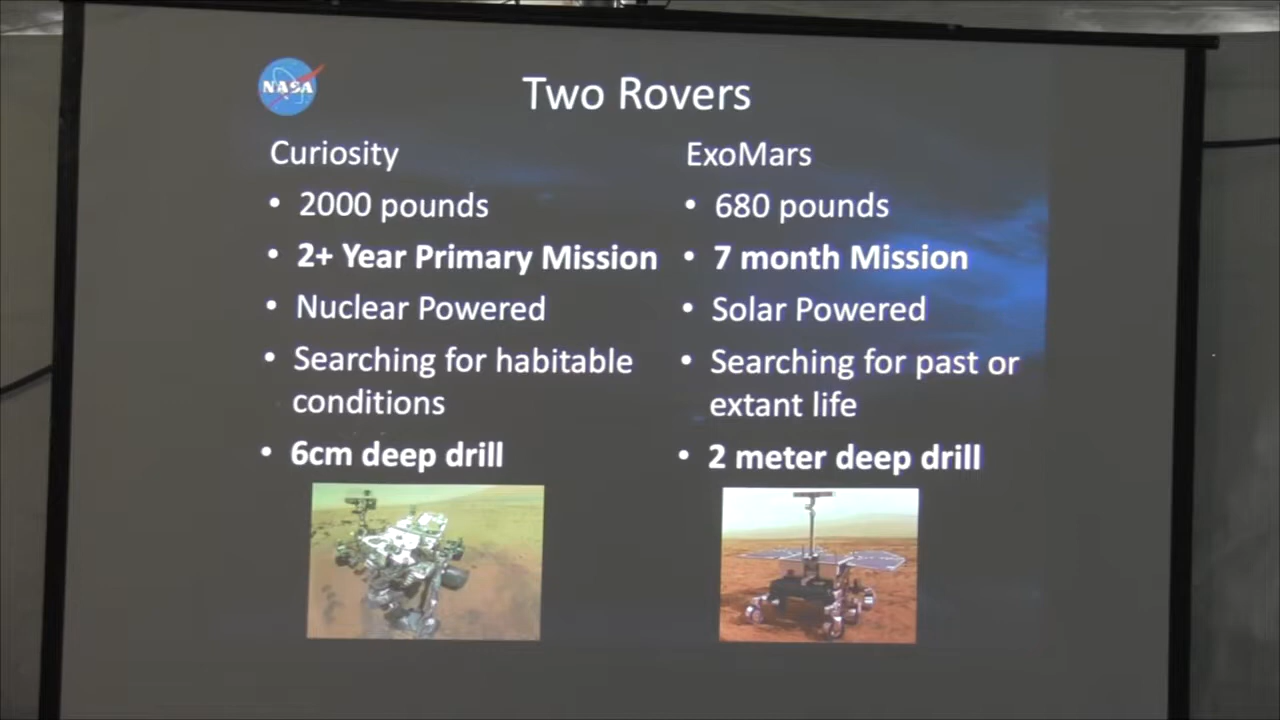 NASA
Two Rovers
Curiosity
• 2000 pounds
• 2+ Year Primary Mission
• Nuclear Powered
• Searching for habitable
conditions
• 6cm deep drill
ExoMars
• 680 pounds
• 7 month Mission
• Solar Powered
• Searching for past or
extant life
• 2 meter deep drill